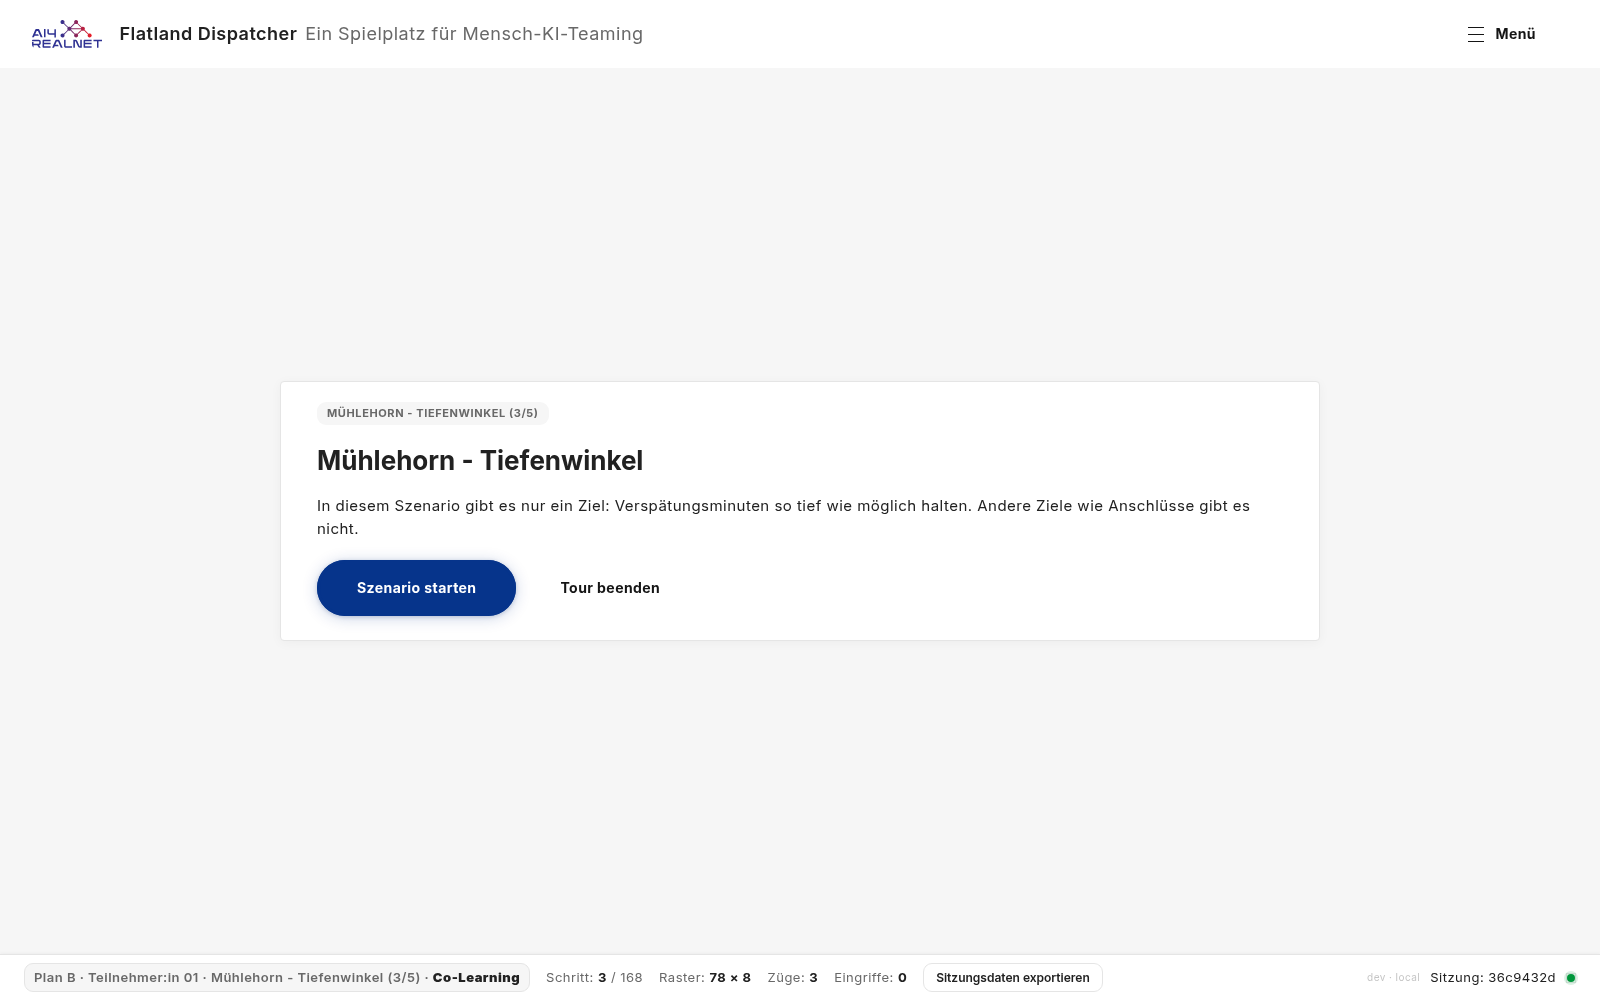 AI4
REALNET
Flatland Dispatcher Ein Spielplatz für Mensch-KI-Teaming
Menü
MÜHLEHORN - TIEFENWINKEL (3/5)
Mühlehorn - Tiefenwinkel
In diesem Szenario gibt es nur ein Ziel: Verspätungsminuten so tief wie möglich halten. Andere Ziele wie Anschlüsse gibt es
nicht.
Szenario starten Tour beenden
Plan B · Teilnehmer:in 01 · Mühlehorn - Tiefenwinkel (3/5) · Co-Learning Schritt: 3 / 168 Raster: 78 × 8 Züge: 3 Eingriffe: 0 Sitzungsdaten exportieren dev · local Sitzung: 36c9432d